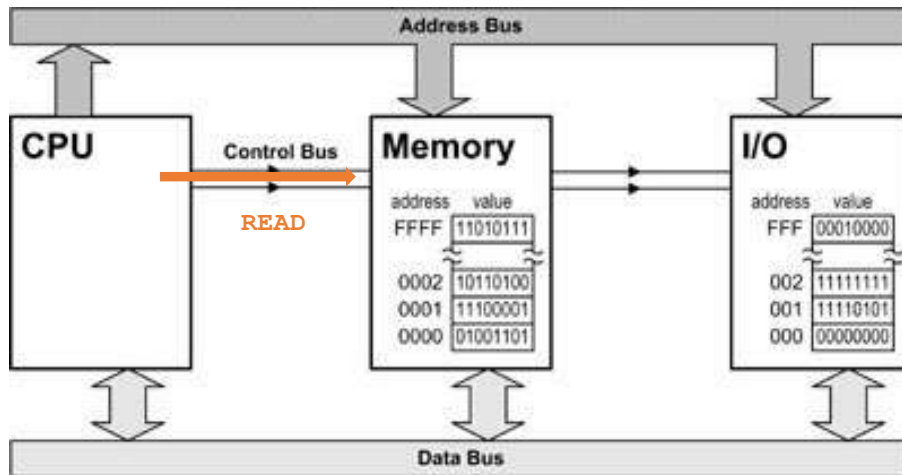 Address Bus
CPU
Control Bus
READ
Memory
address value
FFFF 11010111
0002 10110100
0001 11100001
0000 01001101
I/O
address value
FFF 00010000
002 11111111
001 11110101
000 00000000
Data Bus